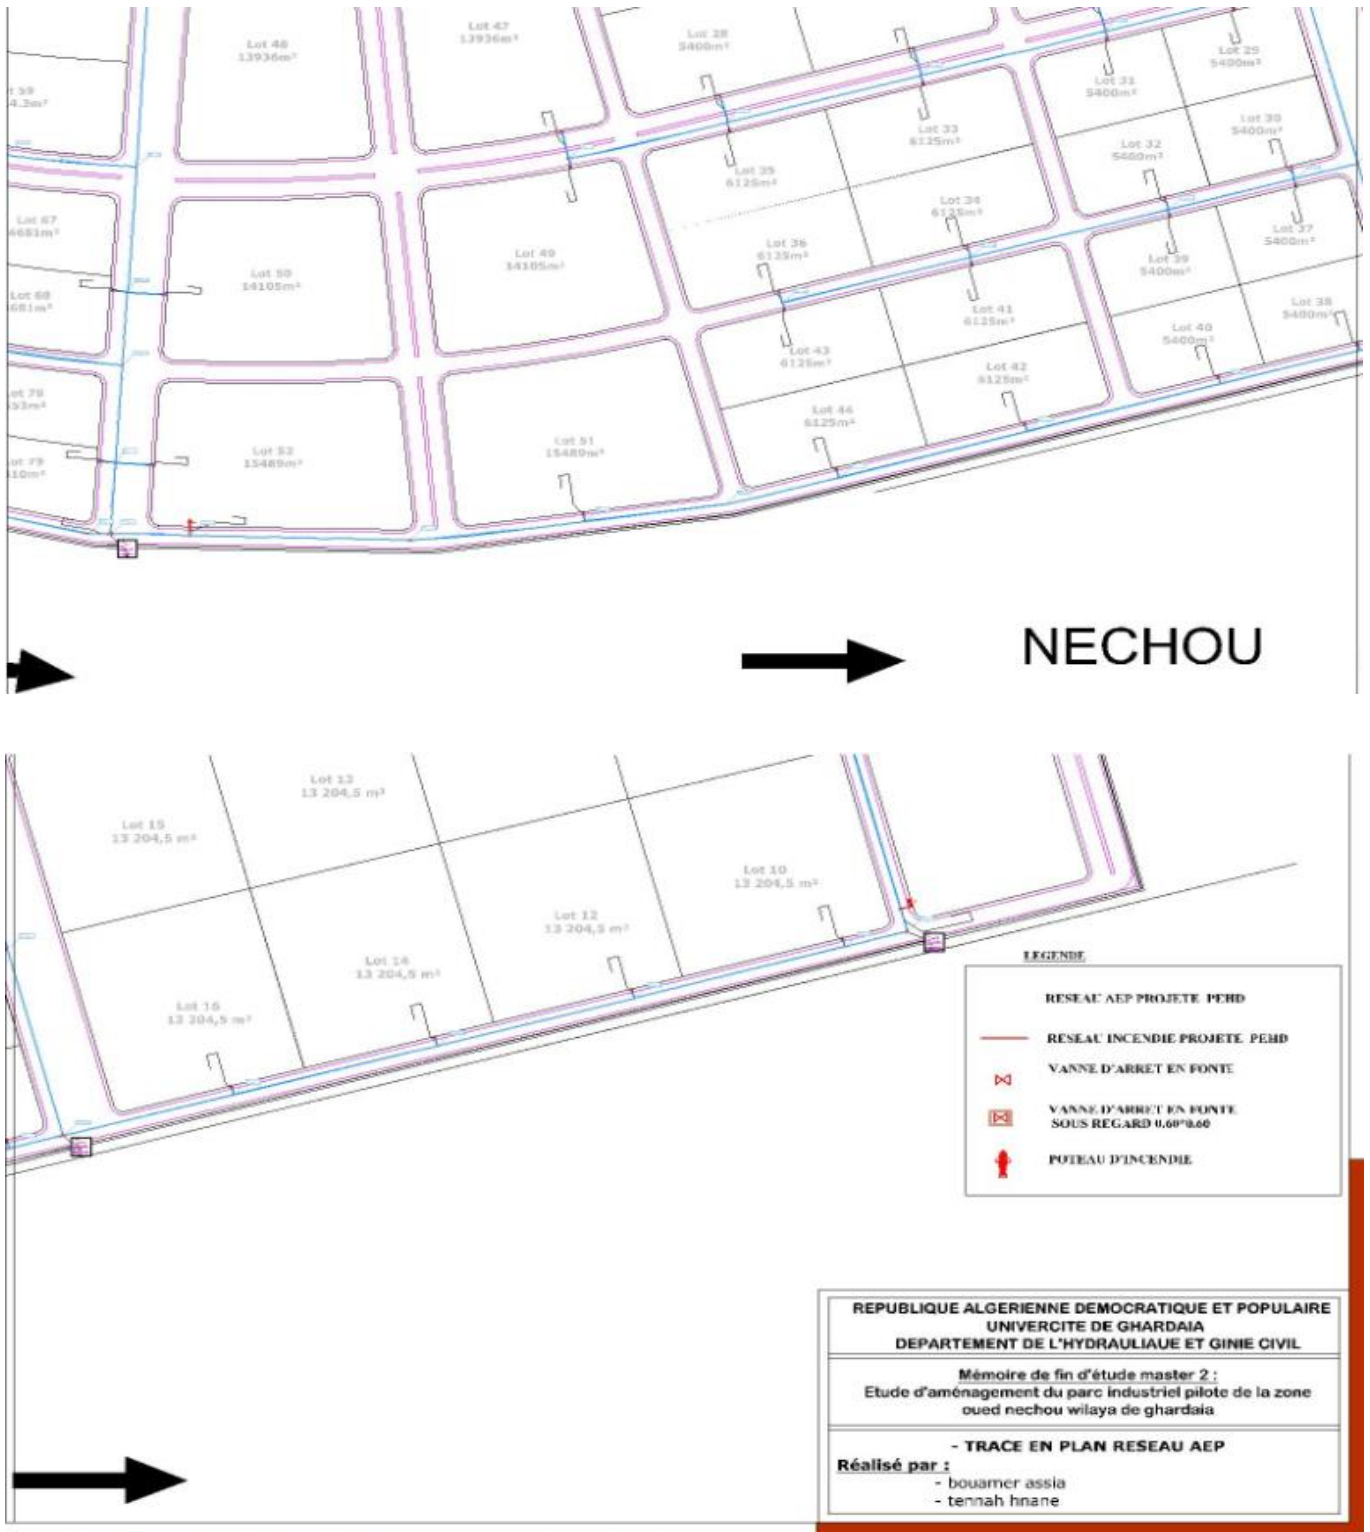 Lot 47
13936m²
Lot 48
13936m²
Lot 28
5400m²
Lot 29
5400m²
Lot 31
5400m²
Lot 30
5400m²
Lot 33
6125m²
Lot 32
5400m²
Lot 35
6125m²
Lot 67
4681m²
Lot 34
6125m²
Lot 37
5400m²
Lot 36
6125m²
Lot 49
14105m²
Lot 39
5400m²
Lot 50
14105m²
Lot 68
Lot 38
5400m²
Lot 41
6125m²
Lot 40
5400m²
Lot 43
6125m²
Lot 42
6125m²
Lot 44
6125m²
Lot 51
15489m²
15489m²
NECHOU
Lot 13
13 204,5 m²
Lot 15
13 204,5 m²
Lot 10
13 204,5 m²
Lot 12
13 204,5 m²
Lot 14
13 204,5 m²
Lot 16
13 204,5 m²
LEGENDE
RESEAU AEP PROJETE PEHD
RESEAU INCENDIE PROJETE PEHD
VANNE D'ARRET EN FONTE
VANNE D'ARRET EN FONTE
SOUS REGARD 0.60*0.60
POTEAU D'INCENDIE
REPUBLIQUE ALGERIENNE DEMOCRATIQUE ET POPULAIRE
UNIVERCITE DE GHARDAIA
DEPARTEMENT DE L'HYDRAULIAUE ET GINIE CIVIL
Mémoire de fin d'étude master 2 :
Etude d'aménagement du parc industriel pilote de la zone
oued nechou wilaya de ghardaia
- TRACE EN PLAN RESEAU AEP
Réalisé par :
- bouamer assia
- tennah hnane